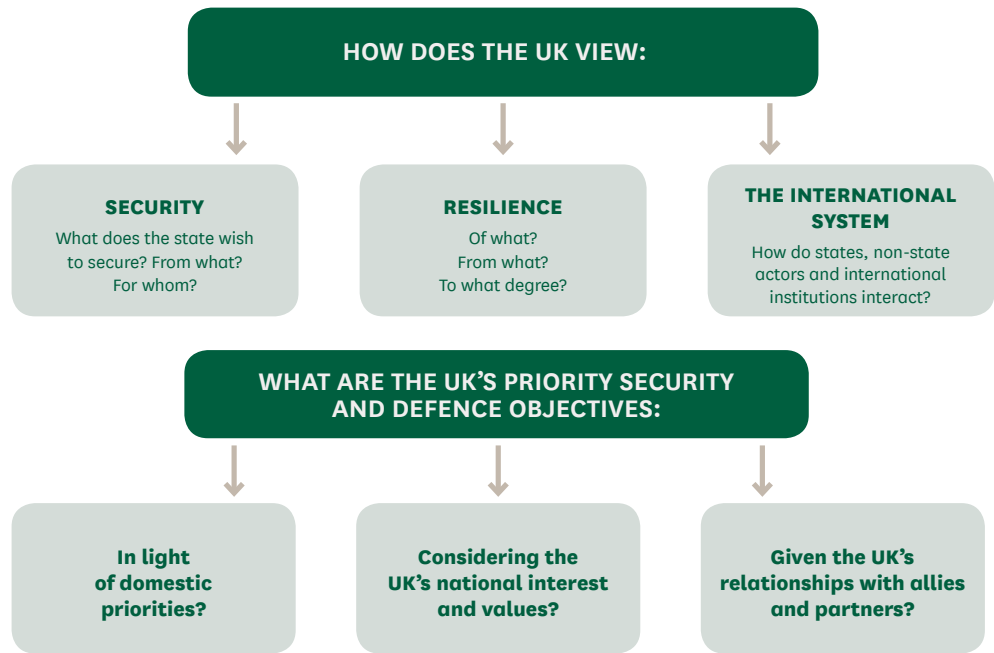 HOW DOES THE UK VIEW:
SECURITY
What does the state wish
to secure? From what?
For whom?
RESILIENCE
Of what?
From what?
To what degree?
THE INTERNATIONAL
SYSTEM
How do states, non-state
actors and international
institutions interact?
WHAT ARE THE UK’S PRIORITY SECURITY
AND DEFENCE OBJECTIVES:
In light
of domestic
priorities?
Considering the
UK’s national interest
and values?
Given the UK’s
relationships with allies
and partners?